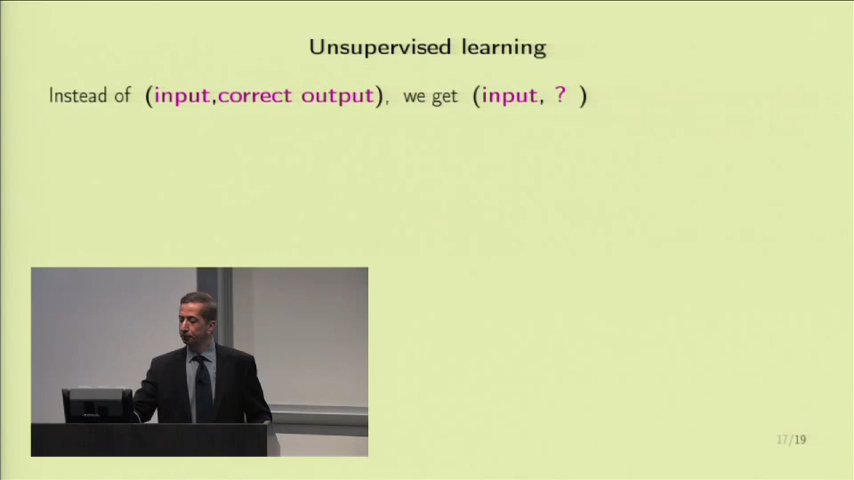 Unsupervised learning
Instead of (input,correct output), we get (input, ? )
17/19